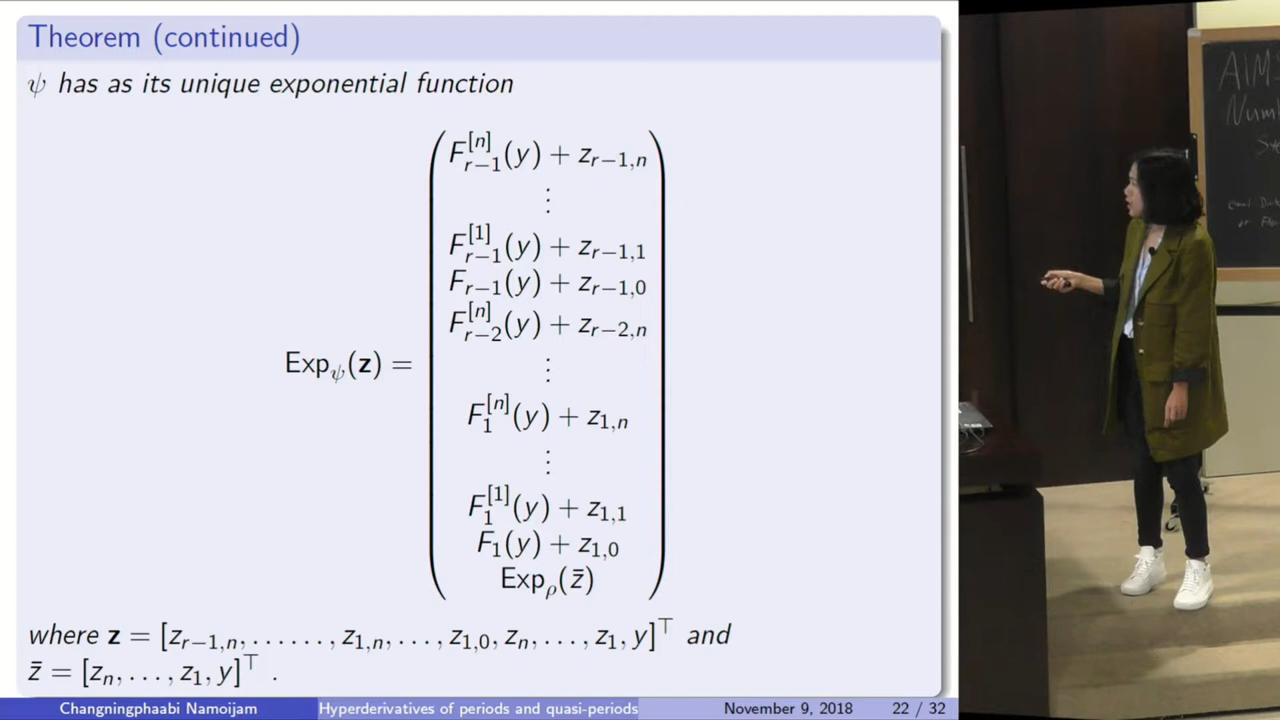 Theorem (continued)
ψ has as its unique exponential function
F_{r−1}^{[n]}(y) + z_{r−1,n}
⋮
F_{r−1}^{[1]}(y) + z_{r−1,1}
F_{r−1}(y) + z_{r−1,0}
F_{r−2}^{[n]}(y) + z_{r−2,n}
Exp_ψ(𝐳) =
⋮
F_1^{[n]}(y) + z_{1,n}
⋮
F_1^{[1]}(y) + z_{1,1}
F_1(y) + z_{1,0}
Exp_ρ(z̄)
where 𝐳 = [z_{r−1,n}, . . . . . . , z_{1,n}, . . . , z_{1,0}, z_n, . . . , z_1, y]^⊤ and
z̄ = [z_n, . . . , z_1, y]^⊤ .
Changningphaabi Namoijam Hyperderivatives of periods and quasi-periods November 9, 2018 22 / 32
AIMS
Num